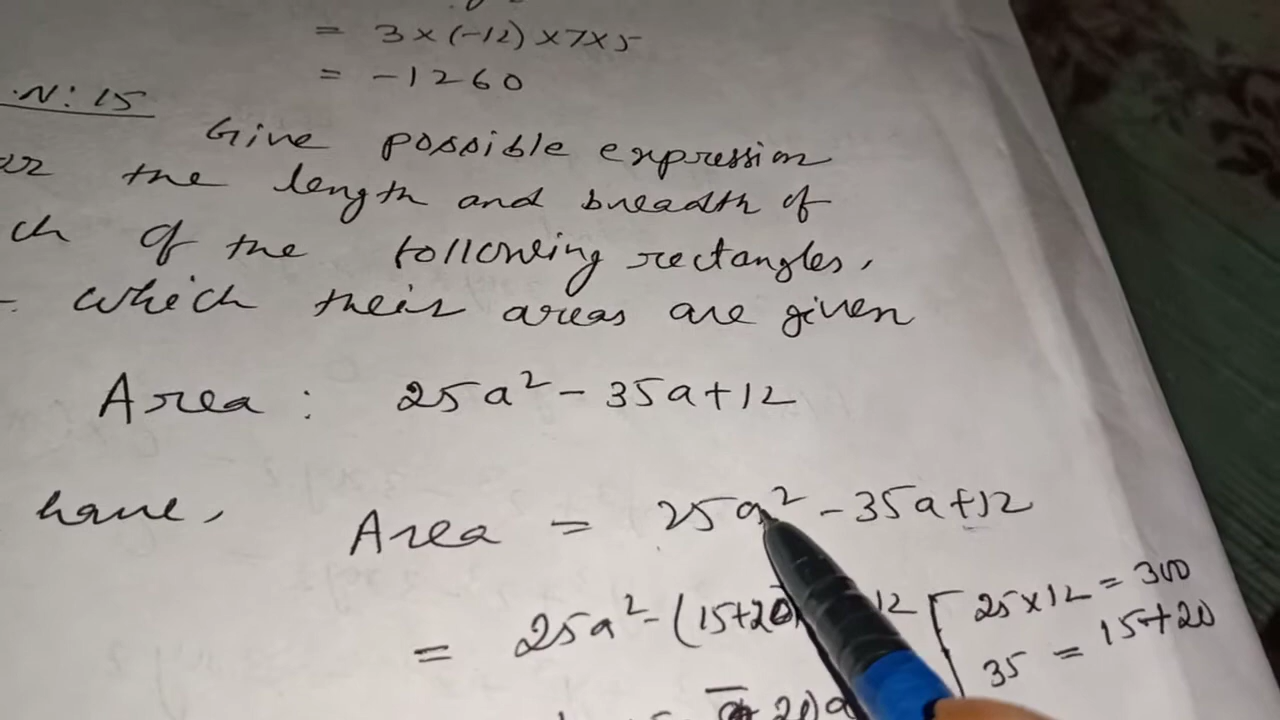 = 3×(-12)×7×5
= -1260
.N: 15
Give possible expression
the length and breadth of
of the following rectangles,
which their areas are given
Area : 25a² - 35a+12
have, Area = 25a² - 35a+12
= 25a² - (15+20 12 [ 25×12 = 300
35 = 15+20
20)a